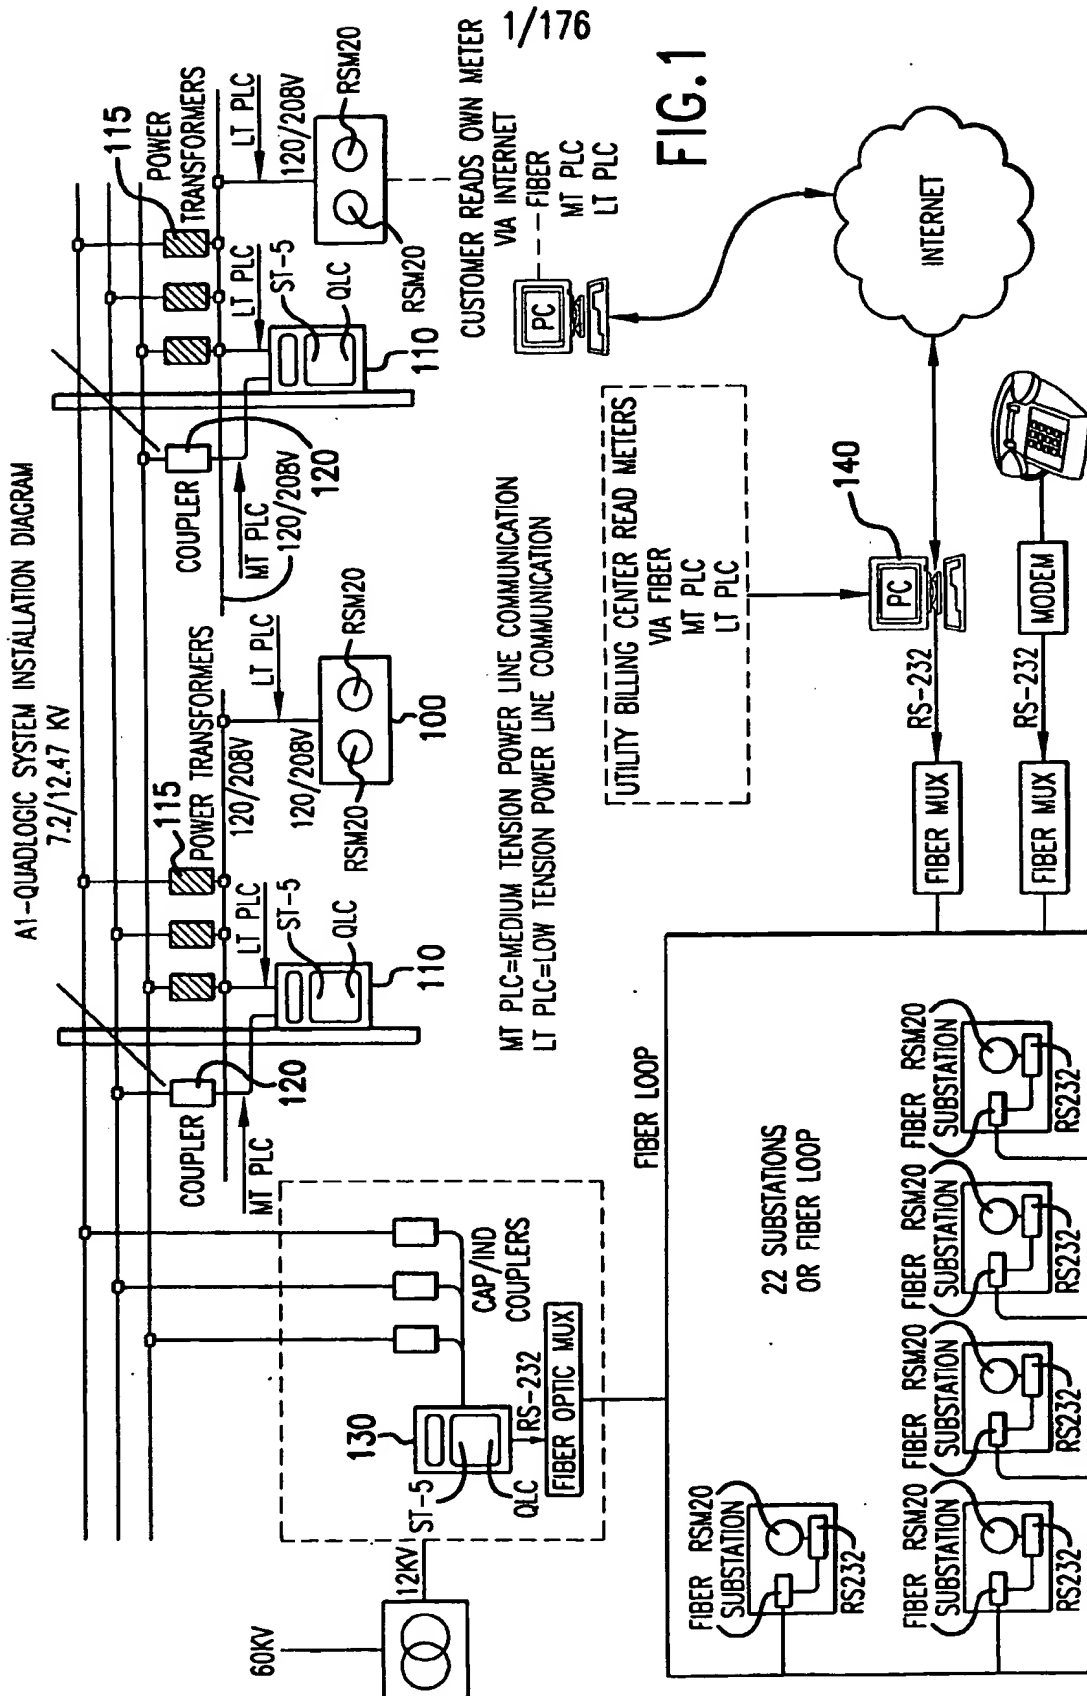 1/176
A1-QUADLOGIC SYSTEM INSTALLATION DIAGRAM
7.2/12.47 KV
60KV
12KV
ST-5
130
QLC
RS-232
FIBER OPTIC MUX
CAP/IND
COUPLERS
COUPLER
MT PLC
120
115
POWER TRANSFORMERS
LT PLC
ST-5
QLC
110
120/208V
120/208V
LT PLC
RSM20
RSM20
100
COUPLER
MT PLC
120/208V
120
115
POWER
TRANSFORMERS
LT PLC
ST-5
QLC
110
LT PLC
120/208V
RSM20
RSM20
MT PLC=MEDIUM TENSION POWER LINE COMMUNICATION
LT PLC=LOW TENSION POWER LINE COMMUNICATION
CUSTOMER READS OWN METER
VIA INTERNET
FIBER
MT PLC
LT PLC
PC
UTILITY BILLING CENTER READ METERS
VIA FIBER
MT PLC
LT PLC
140
PC
INTERNET
RS-232
FIBER MUX
MODEM
RS-232
FIBER MUX
FIBER LOOP
22 SUBSTATIONS
OR FIBER LOOP
FIBER RSM20
SUBSTATION
RS232
FIBER RSM20
SUBSTATION
RS232
FIBER RSM20
SUBSTATION
RS232
FIBER RSM20
SUBSTATION
RS232
FIBER RSM20
SUBSTATION
RS232
FIG.1